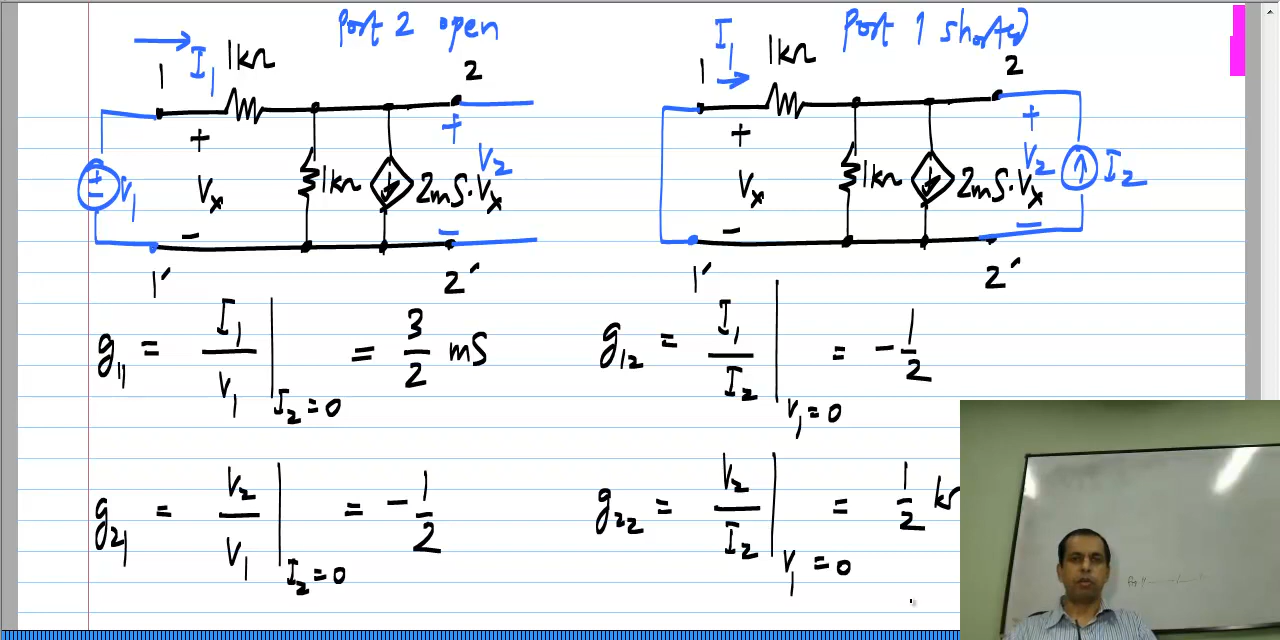 Port 2 open
I₁
1kΩ
1
2
+
+
+
−
V₁
Vx
1kΩ
2mS·Vx
V₂
−
−
1′
2′
Port 1 shorted
I₁
1kΩ
1
2
+
+
Vx
1kΩ
2mS·Vx
V₂
↑ I₂
−
−
1′
2′
g₁₁ = I₁/V₁ | I₂=0 = 3/2 mS
g₁₂ = I₁/I₂ | V₁=0 = −1/2
g₂₁ = V₂/V₁ | I₂=0 = −1/2
g₂₂ = V₂/I₂ | V₁=0 = 1/2